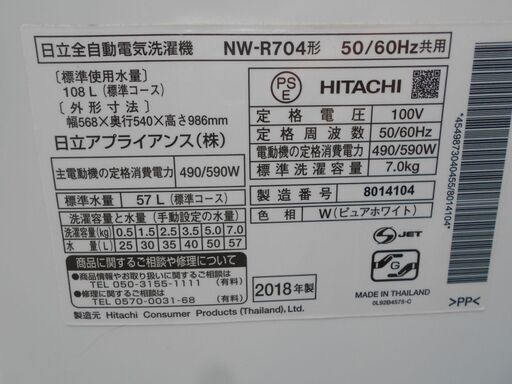 日立全自動電気洗濯機 NW-R704形 50/60Hz共用
[標準使用水量]
108 L (標準コース)
[外形寸法]
幅568×奥行540×高さ986mm
日立アプライアンス(株)
主電動機の定格消費電力 490/590W
標準水量 57 L (標準コース)
洗濯容量と水量 (手動設定の水量)
洗濯容量(kg) 0.5 1.5 2.5 3.5 5.0 7.0
水量(L) 25 30 35 40 50 57
商品に関するご相談や修理について
●商品情報やお取り扱いに関するご相談
TEL 050-3155-1111 (有料)
●修理に関するご相談
TEL 0570-0031-68 (有料)
2018年製
製造元 Hitachi Consumer Products (Thailand), Ltd.
PS
E
HITACHI
定格電圧 100V
定格周波数 50/60Hz
電動機の定格消費電力 490/590W
標準洗濯容量 7.0kg
製造番号 8014104
色相 W(ピュアホワイト)
S JET
G
MADE IN THAILAND
0L92B4575-C
*4549873040455/8014104*
>PP<